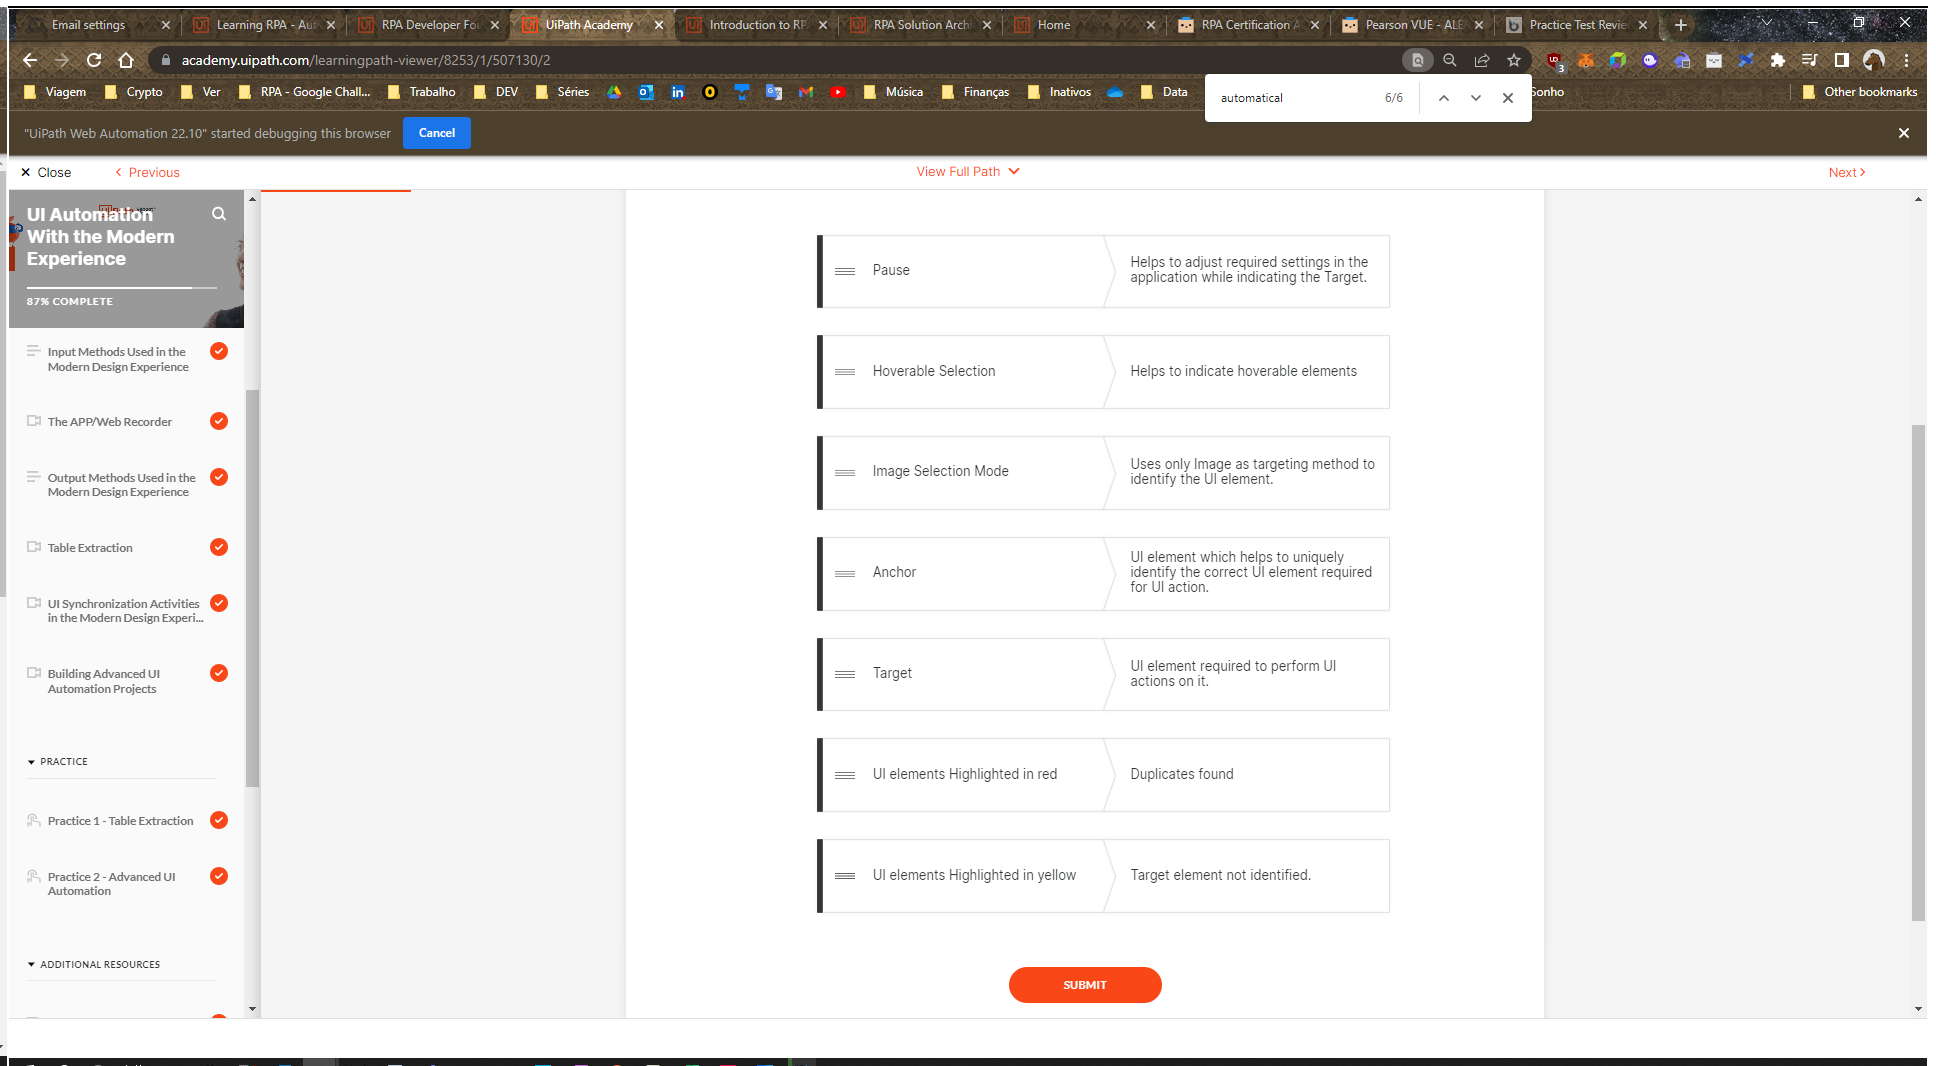 Email settings
Learning RPA - Aut
RPA Developer Fou
UiPath Academy
Introduction to RP
RPA Solution Archi
Home
RPA Certification A
Pearson VUE - ALE
Practice Test Revie
academy.uipath.com/learningpath-viewer/8253/1/507130/2
3
Viagem
Crypto
Ver
RPA - Google Chall...
Trabalho
DEV
Séries
Música
Finanças
Inativos
Data
Sonho
Other bookmarks
automatical
6/6
"UiPath Web Automation 22.10" started debugging this browser
Cancel
Close
Previous
View Full Path
Next
UI Automation
With the Modern
Experience
87% COMPLETE
Input Methods Used in the
Modern Design Experience
The APP/Web Recorder
Output Methods Used in the
Modern Design Experience
Table Extraction
UI Synchronization Activities
in the Modern Design Experi...
Building Advanced UI
Automation Projects
PRACTICE
Practice 1 - Table Extraction
Practice 2 - Advanced UI
Automation
ADDITIONAL RESOURCES
Pause
Helps to adjust required settings in the
application while indicating the Target.
Hoverable Selection
Helps to indicate hoverable elements
Image Selection Mode
Uses only Image as targeting method to
identify the UI element.
Anchor
UI element which helps to uniquely
identify the correct UI element required
for UI action.
Target
UI element required to perform UI
actions on it.
UI elements Highlighted in red
Duplicates found
UI elements Highlighted in yellow
Target element not identified.
SUBMIT